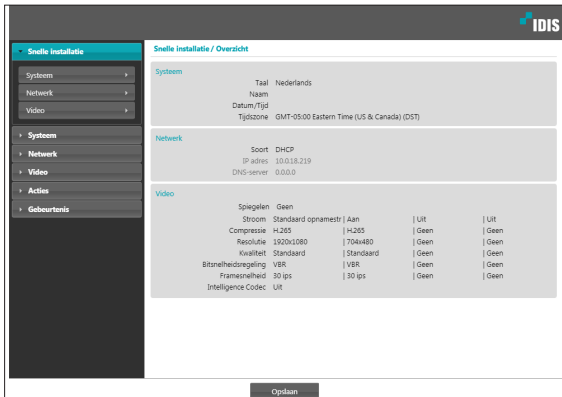 IDIS
Snelle installatie
Systeem
Netwerk
Video
Systeem
Netwerk
Video
Acties
Gebeurtenis
Snelle installatie / Overzicht
Systeem
Taal Nederlands
Naam
Datum/Tijd
Tijdszone GMT-05:00 Eastern Time (US & Canada) (DST)
Netwerk
Soort DHCP
IP adres 10.0.18.219
DNS-server 0.0.0.0
Video
Spiegelen Geen
Stroom Standaard opnamestr | Aan | Uit | Uit
Compressie H.265 | H.265 | Geen | Geen
Resolutie 1920x1080 | 704x480 | Geen | Geen
Kwaliteit Standaard | Standaard | Geen | Geen
Bitsnelheidsregeling VBR | VBR | Geen | Geen
Framesnelheid 30 ips | 30 ips | Geen | Geen
Intelligence Codec Uit
Opslaan